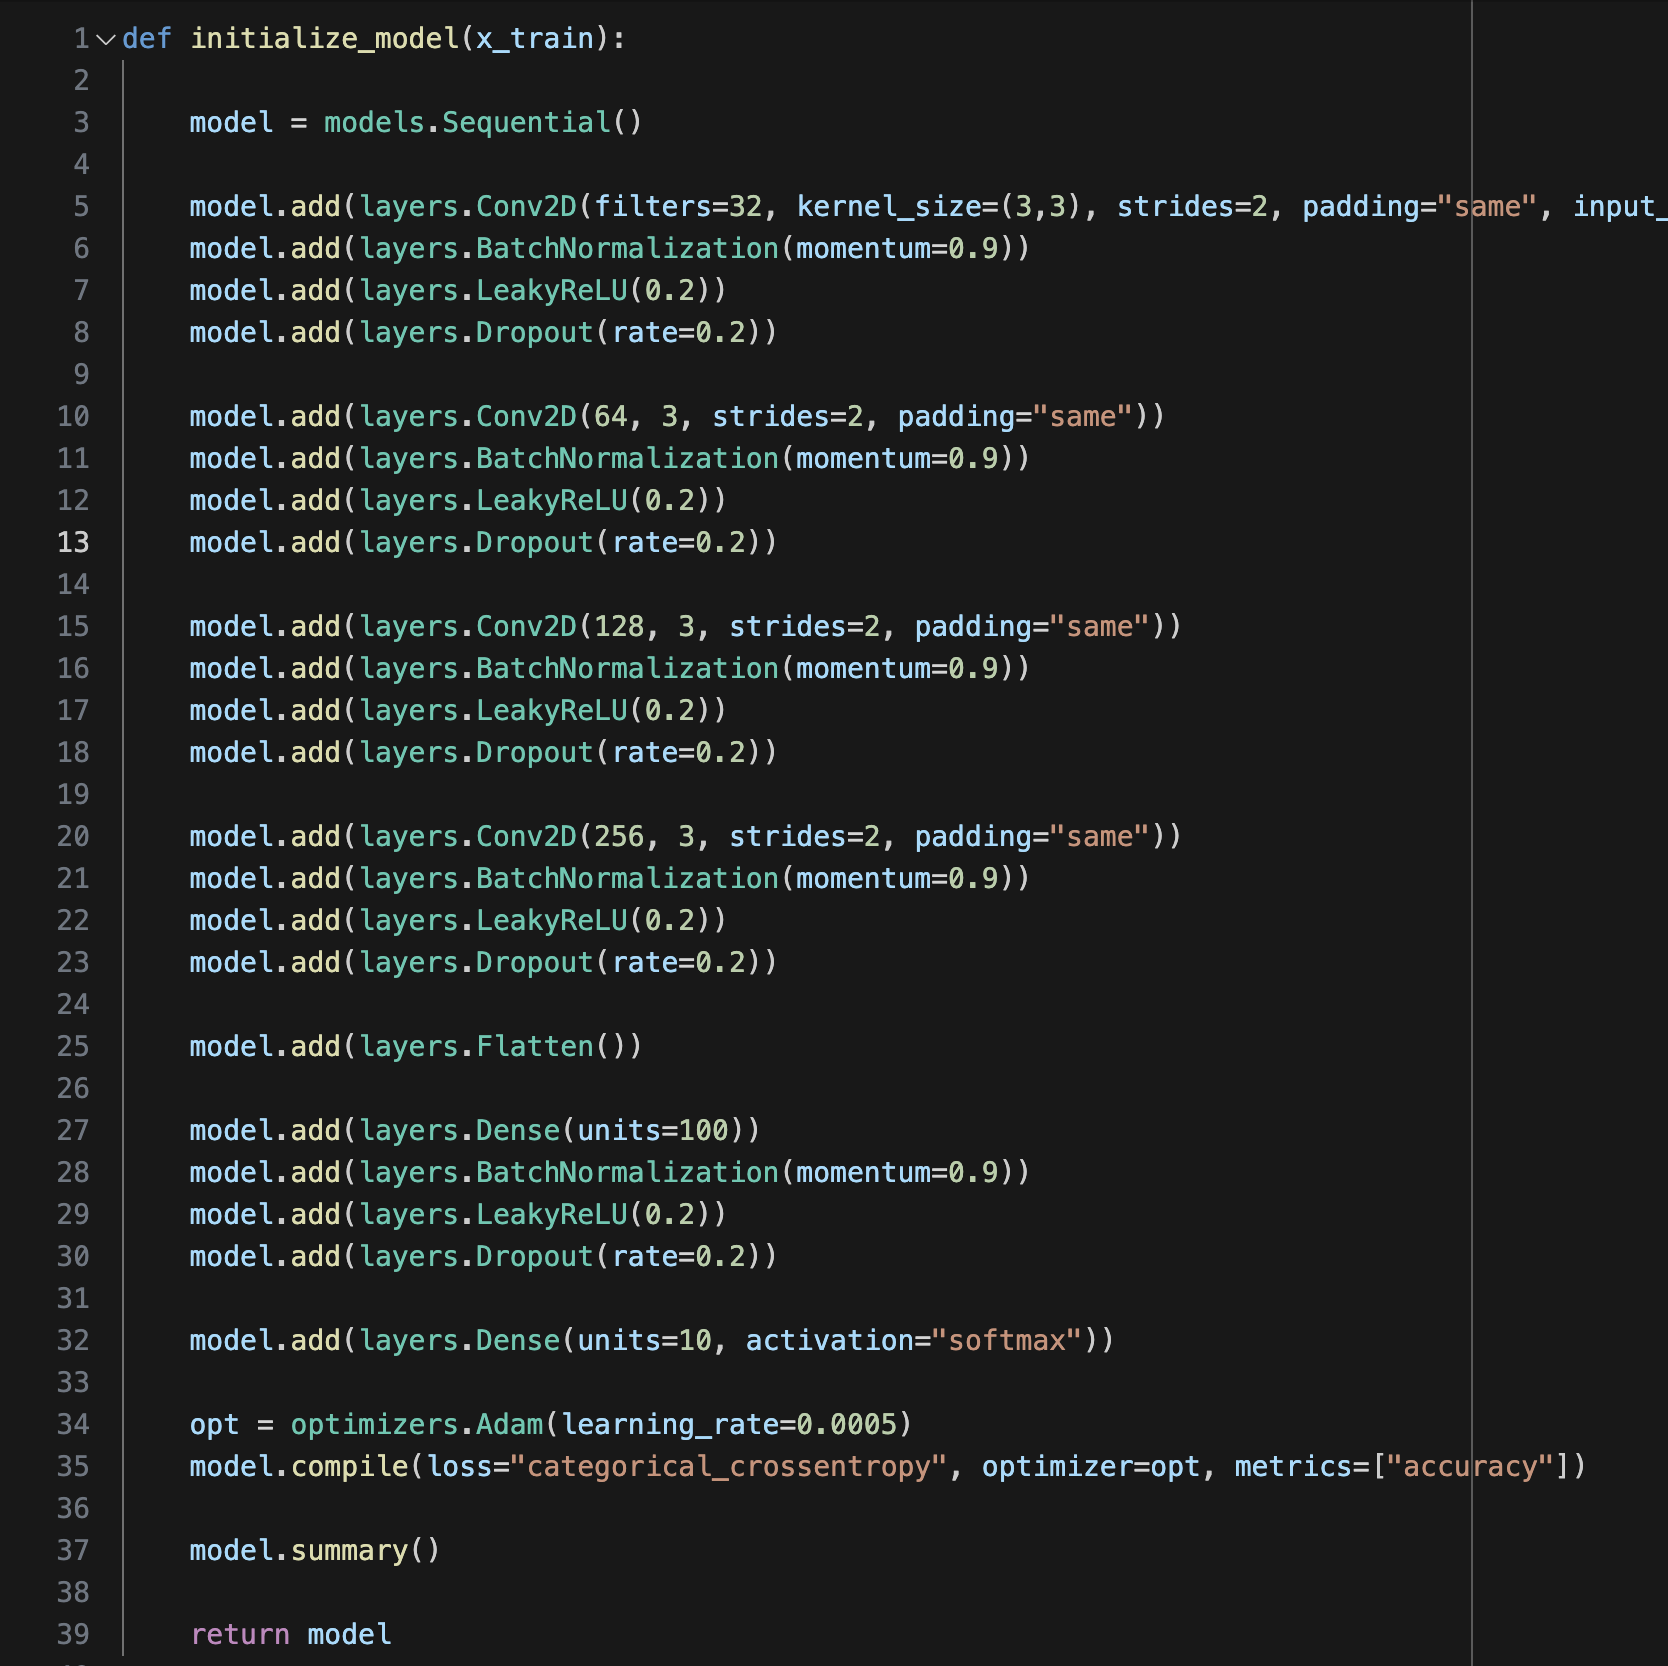 1 def initialize_model(x_train):
2
3 model = models.Sequential()
4
5 model.add(layers.Conv2D(filters=32, kernel_size=(3,3), strides=2, padding="same", input_
6 model.add(layers.BatchNormalization(momentum=0.9))
7 model.add(layers.LeakyReLU(0.2))
8 model.add(layers.Dropout(rate=0.2))
9
10 model.add(layers.Conv2D(64, 3, strides=2, padding="same"))
11 model.add(layers.BatchNormalization(momentum=0.9))
12 model.add(layers.LeakyReLU(0.2))
13 model.add(layers.Dropout(rate=0.2))
14
15 model.add(layers.Conv2D(128, 3, strides=2, padding="same"))
16 model.add(layers.BatchNormalization(momentum=0.9))
17 model.add(layers.LeakyReLU(0.2))
18 model.add(layers.Dropout(rate=0.2))
19
20 model.add(layers.Conv2D(256, 3, strides=2, padding="same"))
21 model.add(layers.BatchNormalization(momentum=0.9))
22 model.add(layers.LeakyReLU(0.2))
23 model.add(layers.Dropout(rate=0.2))
24
25 model.add(layers.Flatten())
26
27 model.add(layers.Dense(units=100))
28 model.add(layers.BatchNormalization(momentum=0.9))
29 model.add(layers.LeakyReLU(0.2))
30 model.add(layers.Dropout(rate=0.2))
31
32 model.add(layers.Dense(units=10, activation="softmax"))
33
34 opt = optimizers.Adam(learning_rate=0.0005)
35 model.compile(loss="categorical_crossentropy", optimizer=opt, metrics=["accuracy"])
36
37 model.summary()
38
39 return model